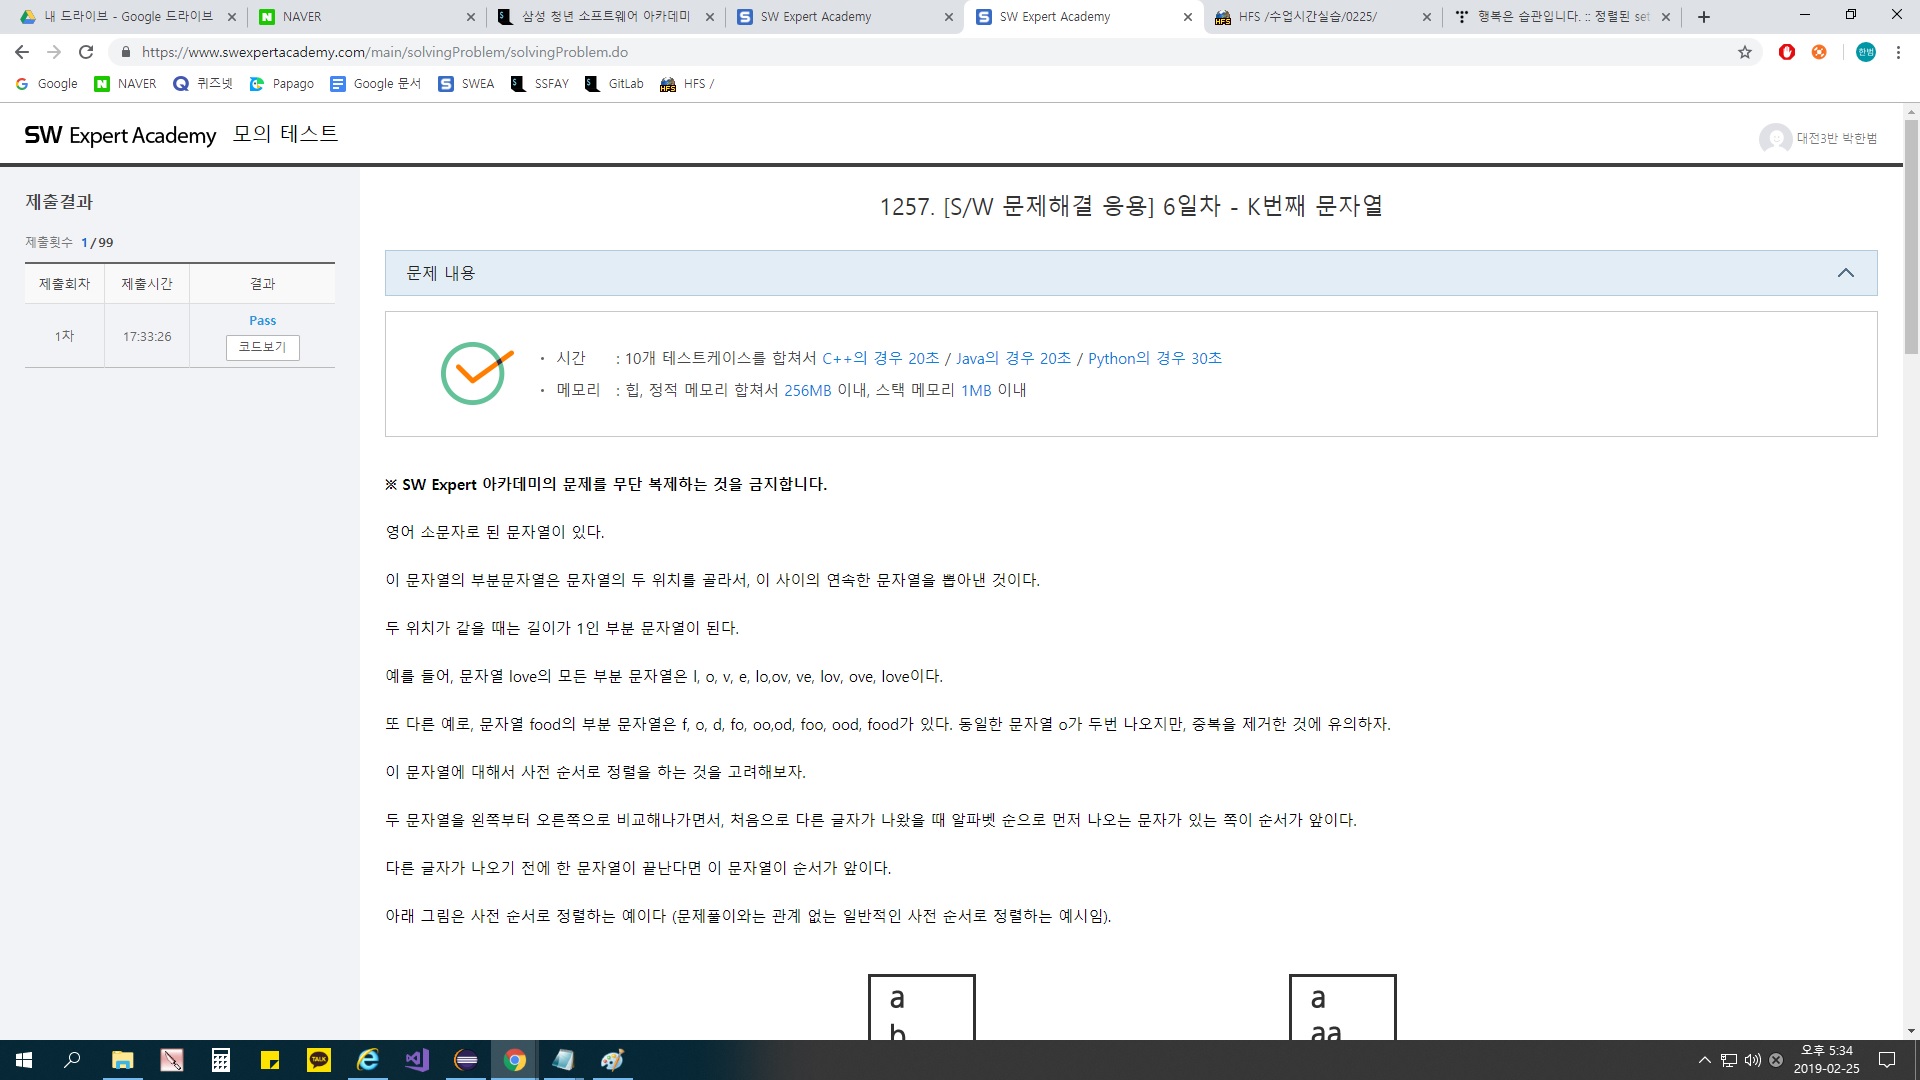 내 드라이브 - Google 드라이브
NAVER
삼성 청년 소프트웨어 아카데미
SW Expert Academy
SW Expert Academy
HFS /수업시간실습/0225/
행복은 습관입니다. :: 정렬된 set
https://www.swexpertacademy.com/main/solvingProblem/solvingProblem.do
한범
Google
NAVER
퀴즈넷
Papago
Google 문서
SWEA
SSFAY
GitLab
HFS /
SW Expert Academy 모의 테스트
대전3반 박한범
제출결과
제출횟수 1 / 99
제출회차 제출시간 결과
1차 17:33:26 Pass
코드보기
1257. [S/W 문제해결 응용] 6일차 - K번째 문자열
문제 내용
· 시간 : 10개 테스트케이스를 합쳐서 C++의 경우 20초 / Java의 경우 20초 / Python의 경우 30초
· 메모리 : 힙, 정적 메모리 합쳐서 256MB 이내, 스택 메모리 1MB 이내
※ SW Expert 아카데미의 문제를 무단 복제하는 것을 금지합니다.
영어 소문자로 된 문자열이 있다.
이 문자열의 부분문자열은 문자열의 두 위치를 골라서, 이 사이의 연속한 문자열을 뽑아낸 것이다.
두 위치가 같을 때는 길이가 1인 부분 문자열이 된다.
예를 들어, 문자열 love의 모든 부분 문자열은 l, o, v, e, lo,ov, ve, lov, ove, love이다.
또 다른 예로, 문자열 food의 부분 문자열은 f, o, d, fo, oo,od, foo, ood, food가 있다. 동일한 문자열 o가 두번 나오지만, 중복을 제거한 것에 유의하자.
이 문자열에 대해서 사전 순서로 정렬을 하는 것을 고려해보자.
두 문자열을 왼쪽부터 오른쪽으로 비교해나가면서, 처음으로 다른 글자가 나왔을 때 알파벳 순으로 먼저 나오는 문자가 있는 쪽이 순서가 앞이다.
다른 글자가 나오기 전에 한 문자열이 끝난다면 이 문자열이 순서가 앞이다.
아래 그림은 사전 순서로 정렬하는 예이다 (문제풀이와는 관계 없는 일반적인 사전 순서로 정렬하는 예시임).
a
b
a
aa
TALK
오후 5:34
2019-02-25